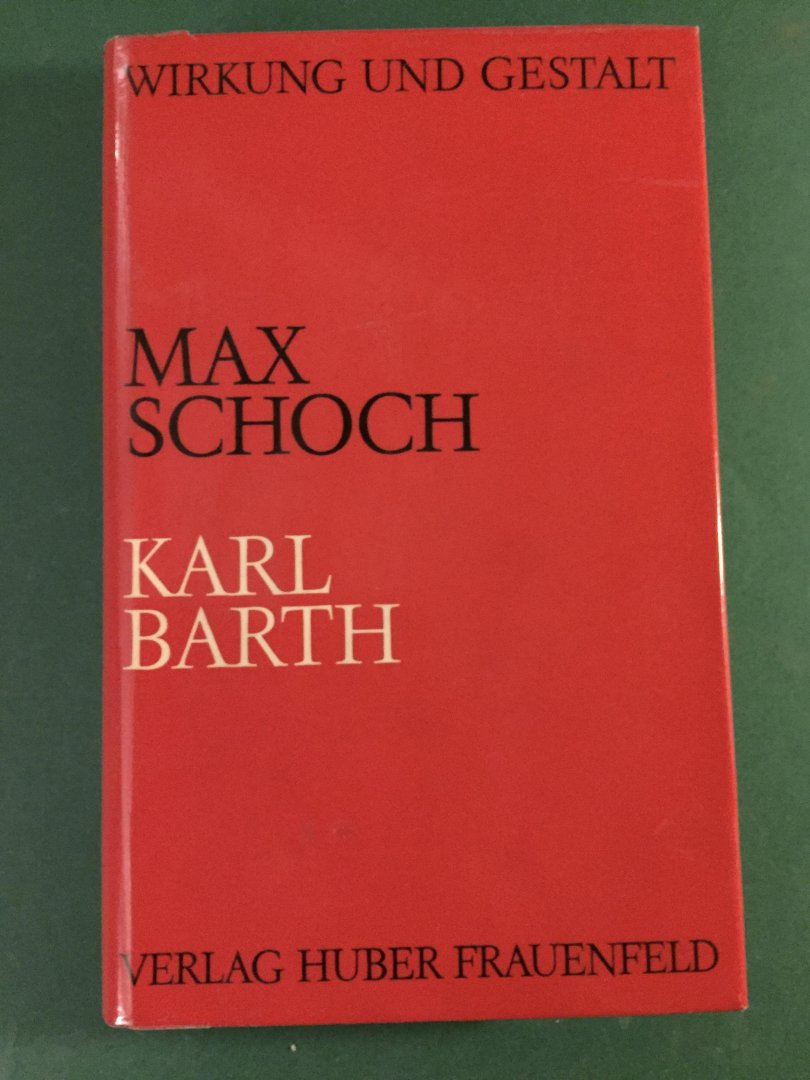 WIRKUNG UND GESTALT
MAX
SCHOCH
KARL
BARTH
VERLAG HUBER FRAUENFELD